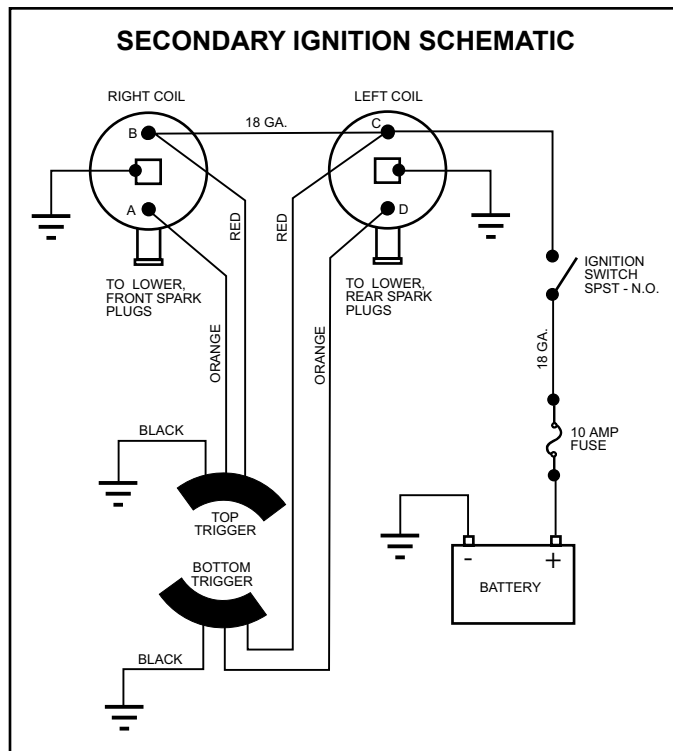 SECONDARY IGNITION SCHEMATIC
RIGHT COIL
LEFT COIL
18 GA.
B
C
A
D
RED
RED
TO LOWER,
FRONT SPARK
PLUGS
TO LOWER,
REAR SPARK
PLUGS
IGNITION
SWITCH
SPST - N.O.
18 GA.
ORANGE
ORANGE
10 AMP
FUSE
BLACK
TOP
TRIGGER
BOTTOM
TRIGGER
- +
BATTERY
BLACK